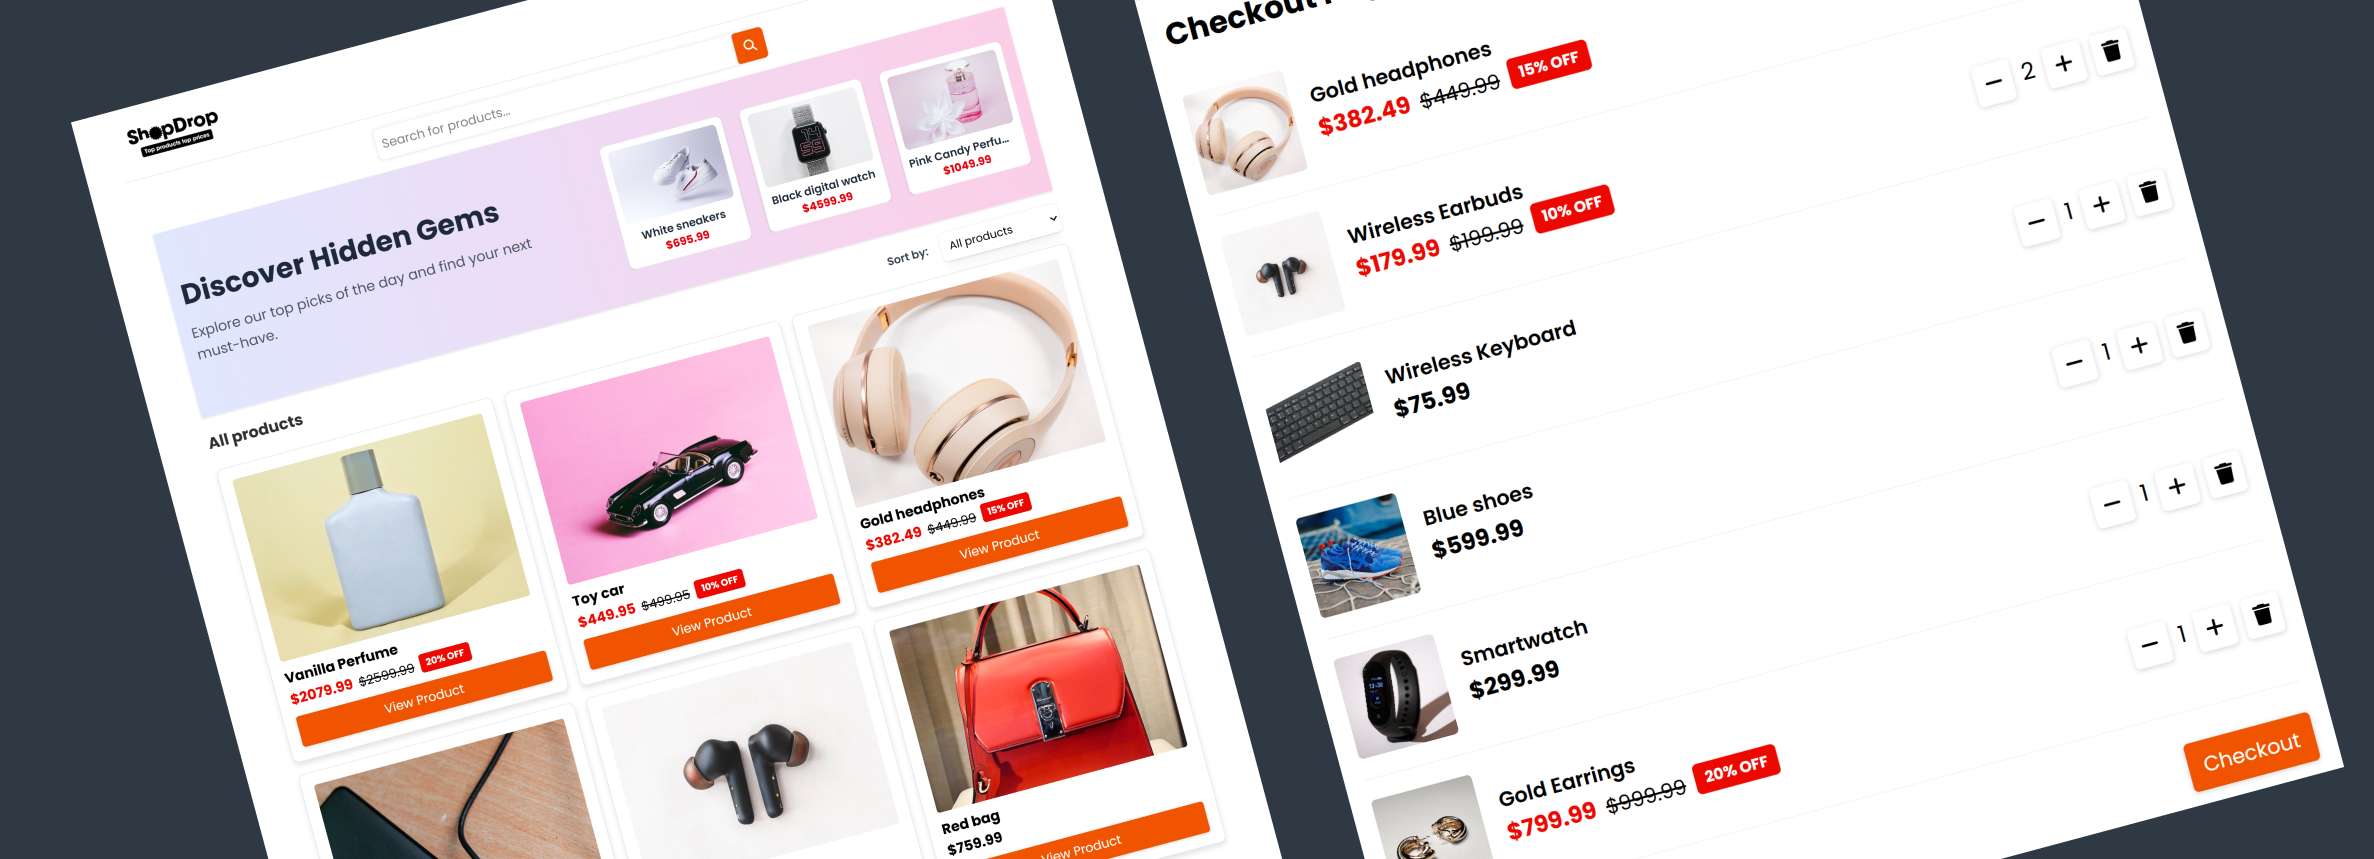 ShopDrop
Top products top prices
Search for products...
Discover Hidden Gems
Explore our top picks of the day and find your next
must-have.
White sneakers
$695.99
Black digital watch
$4599.99
Pink Candy Perfu...
$1049.99
Sort by:
All products
All products
Vanilla Perfume
$2079.99 $2599.99 20% OFF
View Product
Toy car
$449.95 $499.95 10% OFF
View Product
Gold headphones
$382.49 $449.99 15% OFF
View Product
Red bag
$759.99
View Product
Checkout
Gold headphones
$382.49 $449.99 15% OFF
2
Wireless Earbuds
$179.99 $199.99 10% OFF
1
Wireless Keyboard
$75.99
1
Blue shoes
$599.99
1
Smartwatch
$299.99
1
Gold Earrings
$799.99 $999.99 20% OFF
Checkout